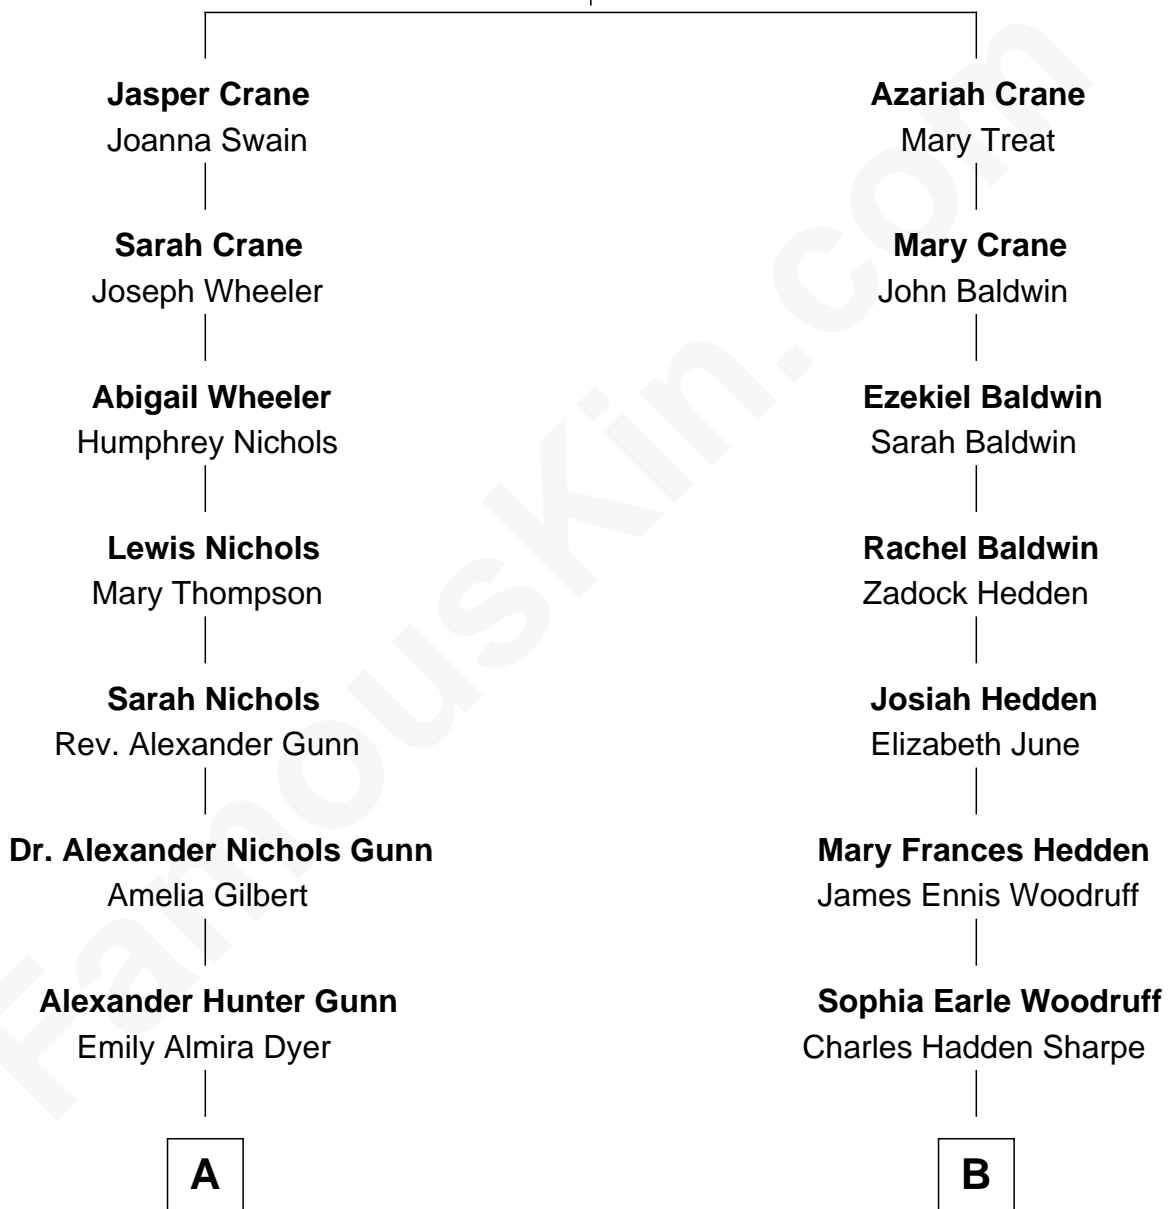 Jasper Crane
Joanna Swain
Azariah Crane
Mary Treat
Sarah Crane
Joseph Wheeler
Mary Crane
John Baldwin
Abigail Wheeler
Humphrey Nichols
Ezekiel Baldwin
Sarah Baldwin
Lewis Nichols
Mary Thompson
Rachel Baldwin
Zadock Hedden
Sarah Nichols
Rev. Alexander Gunn
Josiah Hedden
Elizabeth June
Dr. Alexander Nichols Gunn
Amelia Gilbert
Mary Frances Hedden
James Ennis Woodruff
Alexander Hunter Gunn
Emily Almira Dyer
Sophia Earle Woodruff
Charles Hadden Sharpe
A
B
FamousKin.com